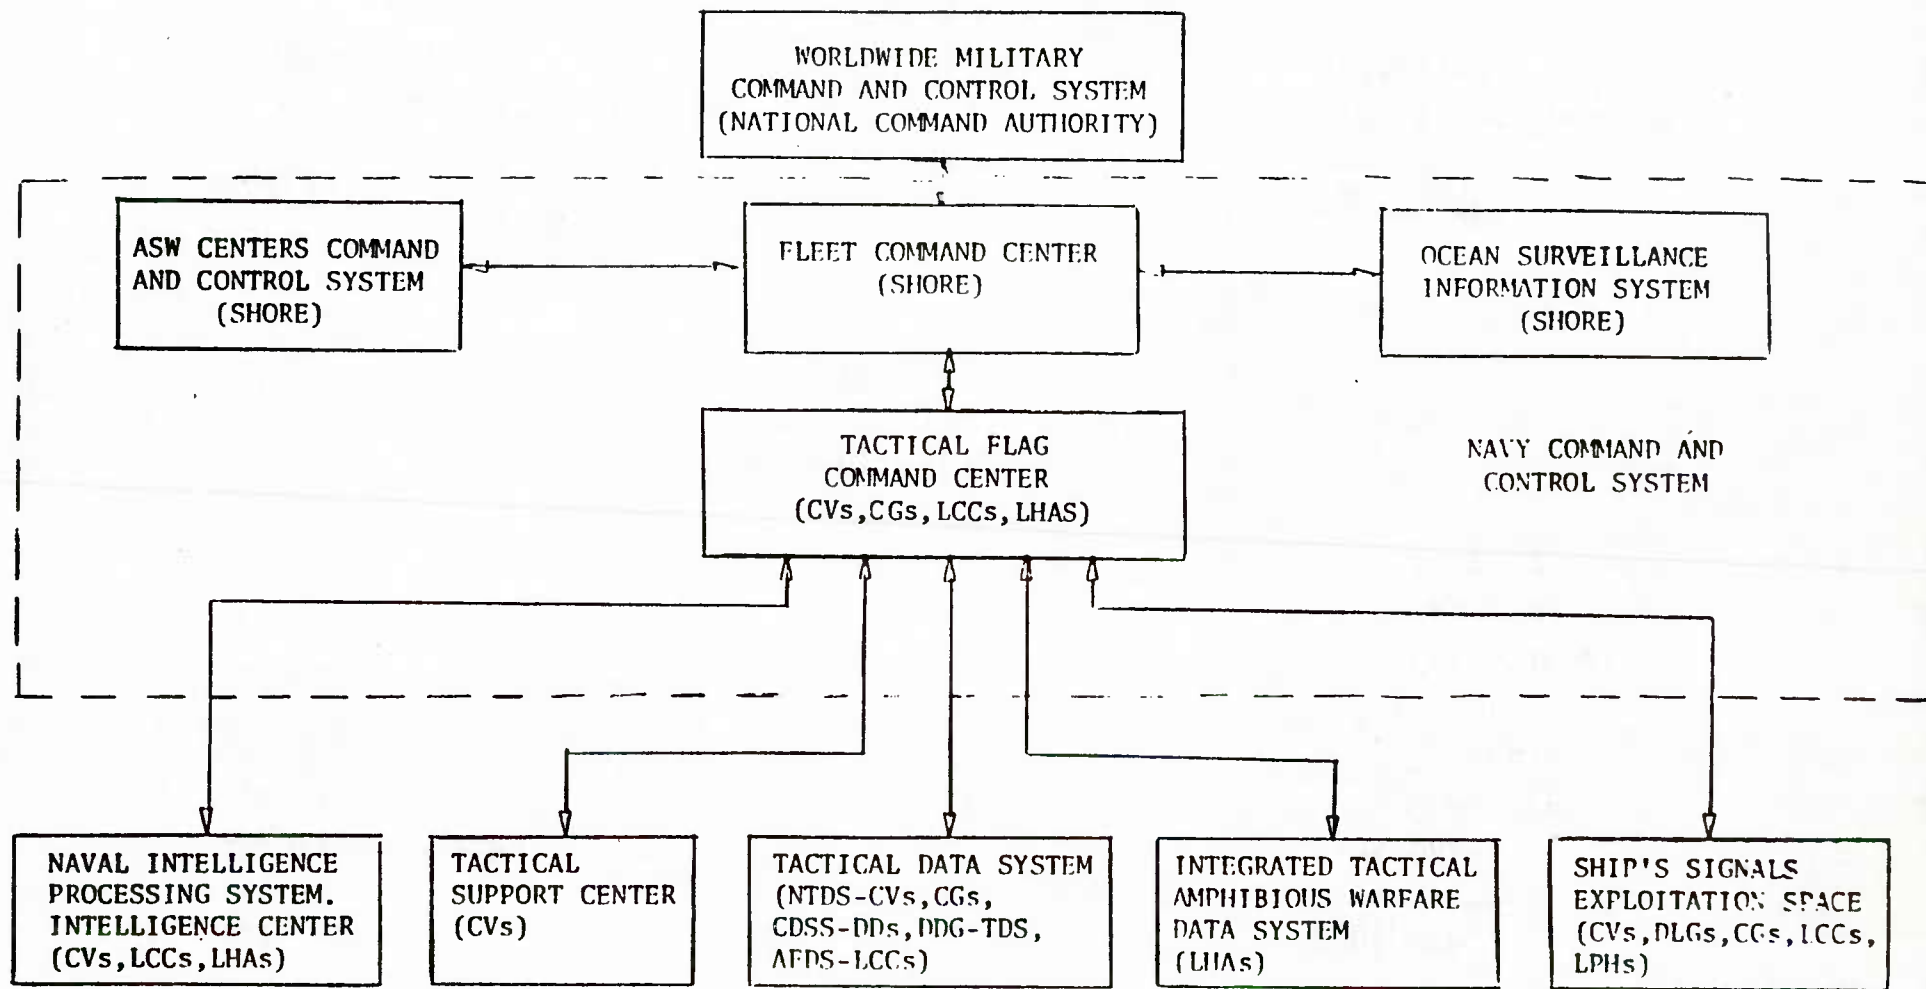 WORLDWIDE MILITARY
COMMAND AND CONTROL SYSTEM
(NATIONAL COMMAND AUTHORITY)
ASW CENTERS COMMAND
AND CONTROL SYSTEM
(SHORE)
FLEET COMMAND CENTER
(SHORE)
OCEAN SURVEILLANCE
INFORMATION SYSTEM
(SHORE)
TACTICAL FLAG
COMMAND CENTER
(CVs,CGs,LCCs,LHAS)
NAVY COMMAND AND
CONTROL SYSTEM
NAVAL INTELLIGENCE
PROCESSING SYSTEM.
INTELLIGENCE CENTER
(CVs,LCCs,LHAs)
TACTICAL
SUPPORT CENTER
(CVs)
TACTICAL DATA SYSTEM
(NTDS-CVs,CGs,
CDSS-DDs,DDG-TDS,
AFDS-LCCs)
INTEGRATED TACTICAL
AMPHIBIOUS WARFARE
DATA SYSTEM
(LHAs)
SHIP'S SIGNALS
EXPLOITATION SPACE
(CVs,DLGs,CGs,LCCs,
LPHs)